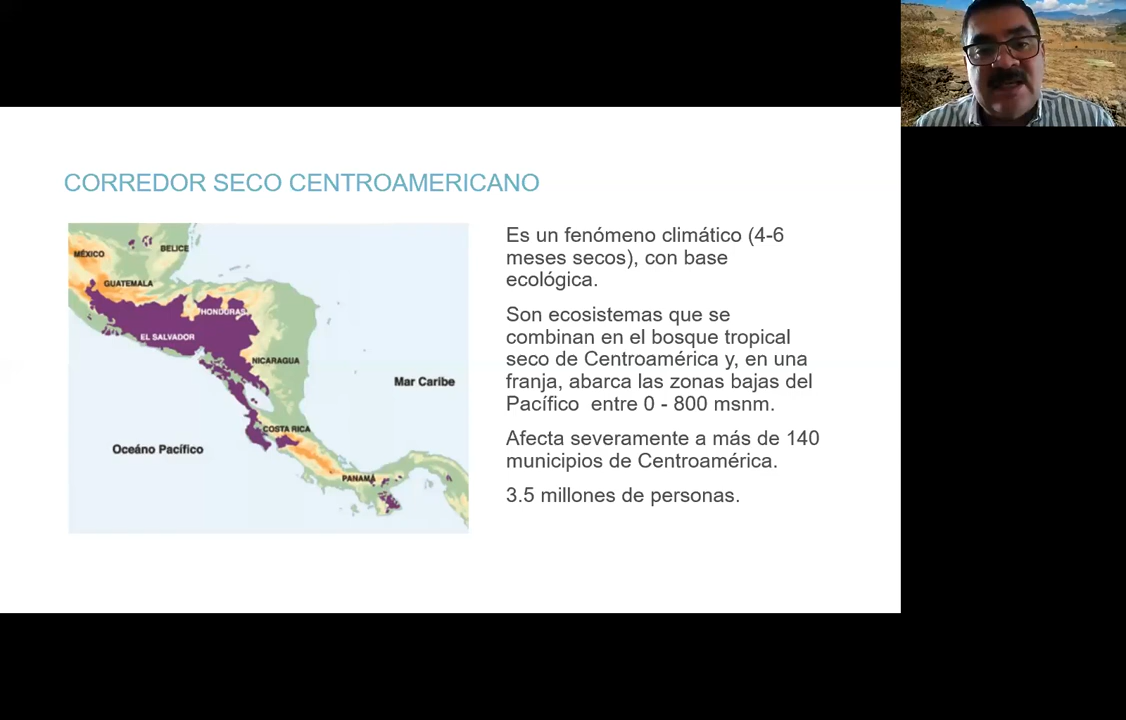 CORREDOR SECO CENTROAMERICANO
MÉXICO
BELICE
GUATEMALA
HONDURAS
EL SALVADOR
NICARAGUA
Mar Caribe
COSTA RICA
Oceáno Pacífico
PANAMÁ
Es un fenómeno climático (4-6
meses secos), con base
ecológica.
Son ecosistemas que se
combinan en el bosque tropical
seco de Centroamérica y, en una
franja, abarca las zonas bajas del
Pacífico entre 0 - 800 msnm.
Afecta severamente a más de 140
municipios de Centroamérica.
3.5 millones de personas.